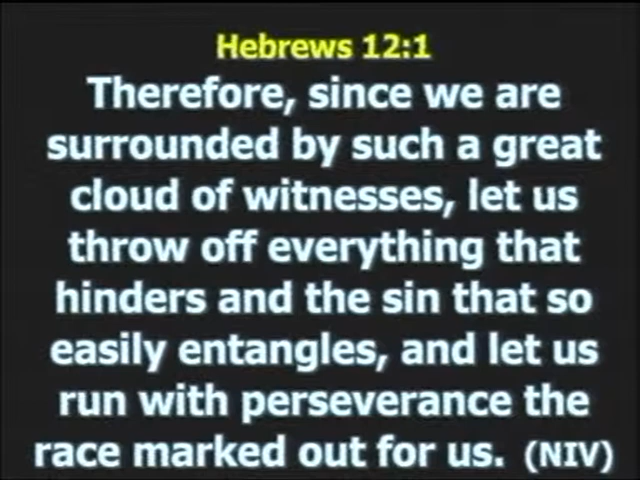 Hebrews 12:1
Therefore, since we are
surrounded by such a great
cloud of witnesses, let us
throw off everything that
hinders and the sin that so
easily entangles, and let us
run with perseverance the
race marked out for us. (NIV)